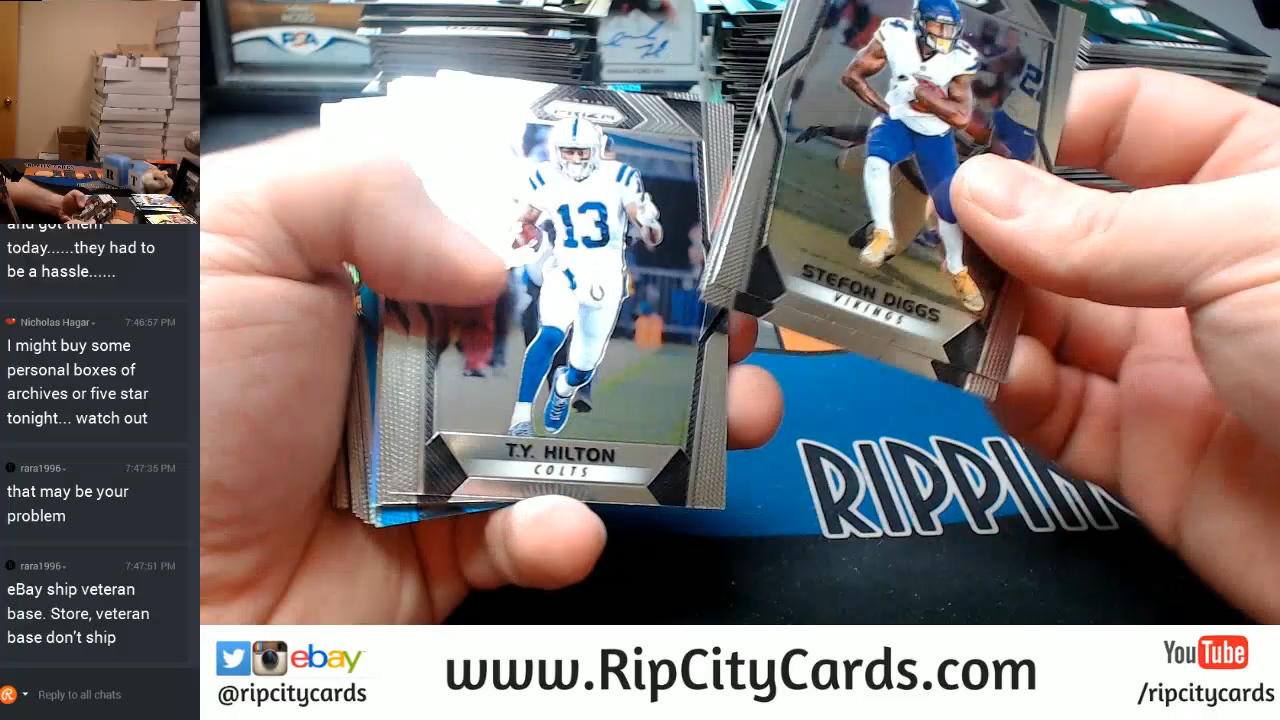 and got them
today......they had to
be a hassle......
Nicholas Hagar
7:46:57 PM
I might buy some
personal boxes of
archives or five star
tonight... watch out
rara1996
7:47:35 PM
that may be your
problem
rara1996
7:47:51 PM
eBay ship veteran
base. Store, veteran
base don't ship
Reply to all chats
PSA
PRIZM
13
T.Y. HILTON
COLTS
STEFON DIGGS
VIKINGS
ebay
@ripcitycards
www.RipCityCards.com
YouTube
/ripcitycards